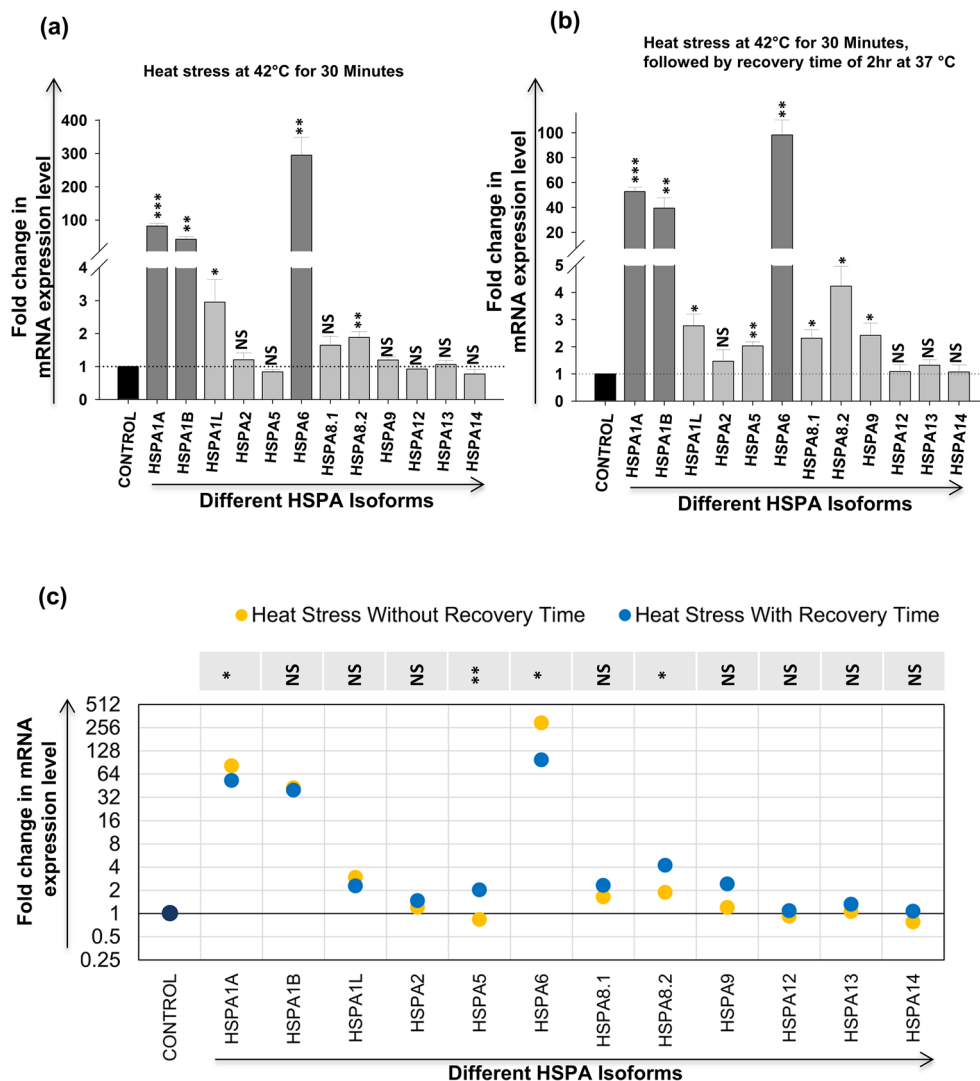 (a)
Heat stress at 42°C for 30 Minutes
Fold change in
mRNA expression level
400
300
200
100
4
3
2
1
0
***
**
*
NS
NS
**
NS
**
NS
NS
NS
NS
CONTROL
HSPA1A
HSPA1B
HSPA1L
HSPA2
HSPA5
HSPA6
HSPA8.1
HSPA8.2
HSPA9
HSPA12
HSPA13
HSPA14
Different HSPA Isoforms
(b)
Heat stress at 42°C for 30 Minutes,
followed by recovery time of 2hr at 37 °C
Fold change in
mRNA expression level
100
80
60
40
20
5
4
3
2
1
0
***
**
*
NS
**
**
*
*
*
NS
NS
NS
CONTROL
HSPA1A
HSPA1B
HSPA1L
HSPA2
HSPA5
HSPA6
HSPA8.1
HSPA8.2
HSPA9
HSPA12
HSPA13
HSPA14
Different HSPA Isoforms
(c)
Heat Stress Without Recovery Time
Heat Stress With Recovery Time
*
NS
NS
NS
**
*
NS
*
NS
NS
NS
NS
Fold change in mRNA
expression level
512
256
128
64
32
16
8
4
2
1
0.5
0.25
CONTROL
HSPA1A
HSPA1B
HSPA1L
HSPA2
HSPA5
HSPA6
HSPA8.1
HSPA8.2
HSPA9
HSPA12
HSPA13
HSPA14
Different HSPA Isoforms